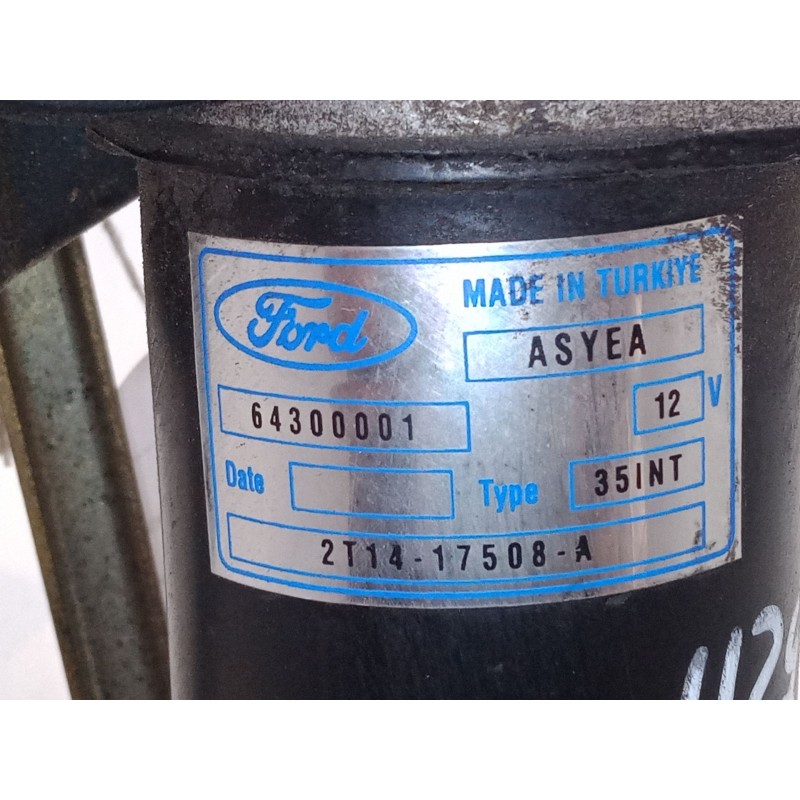 Ford
MADE IN TURKIYE
ASYEA
64300001
12 V
Date
Type 35INT
2T14-17508-A